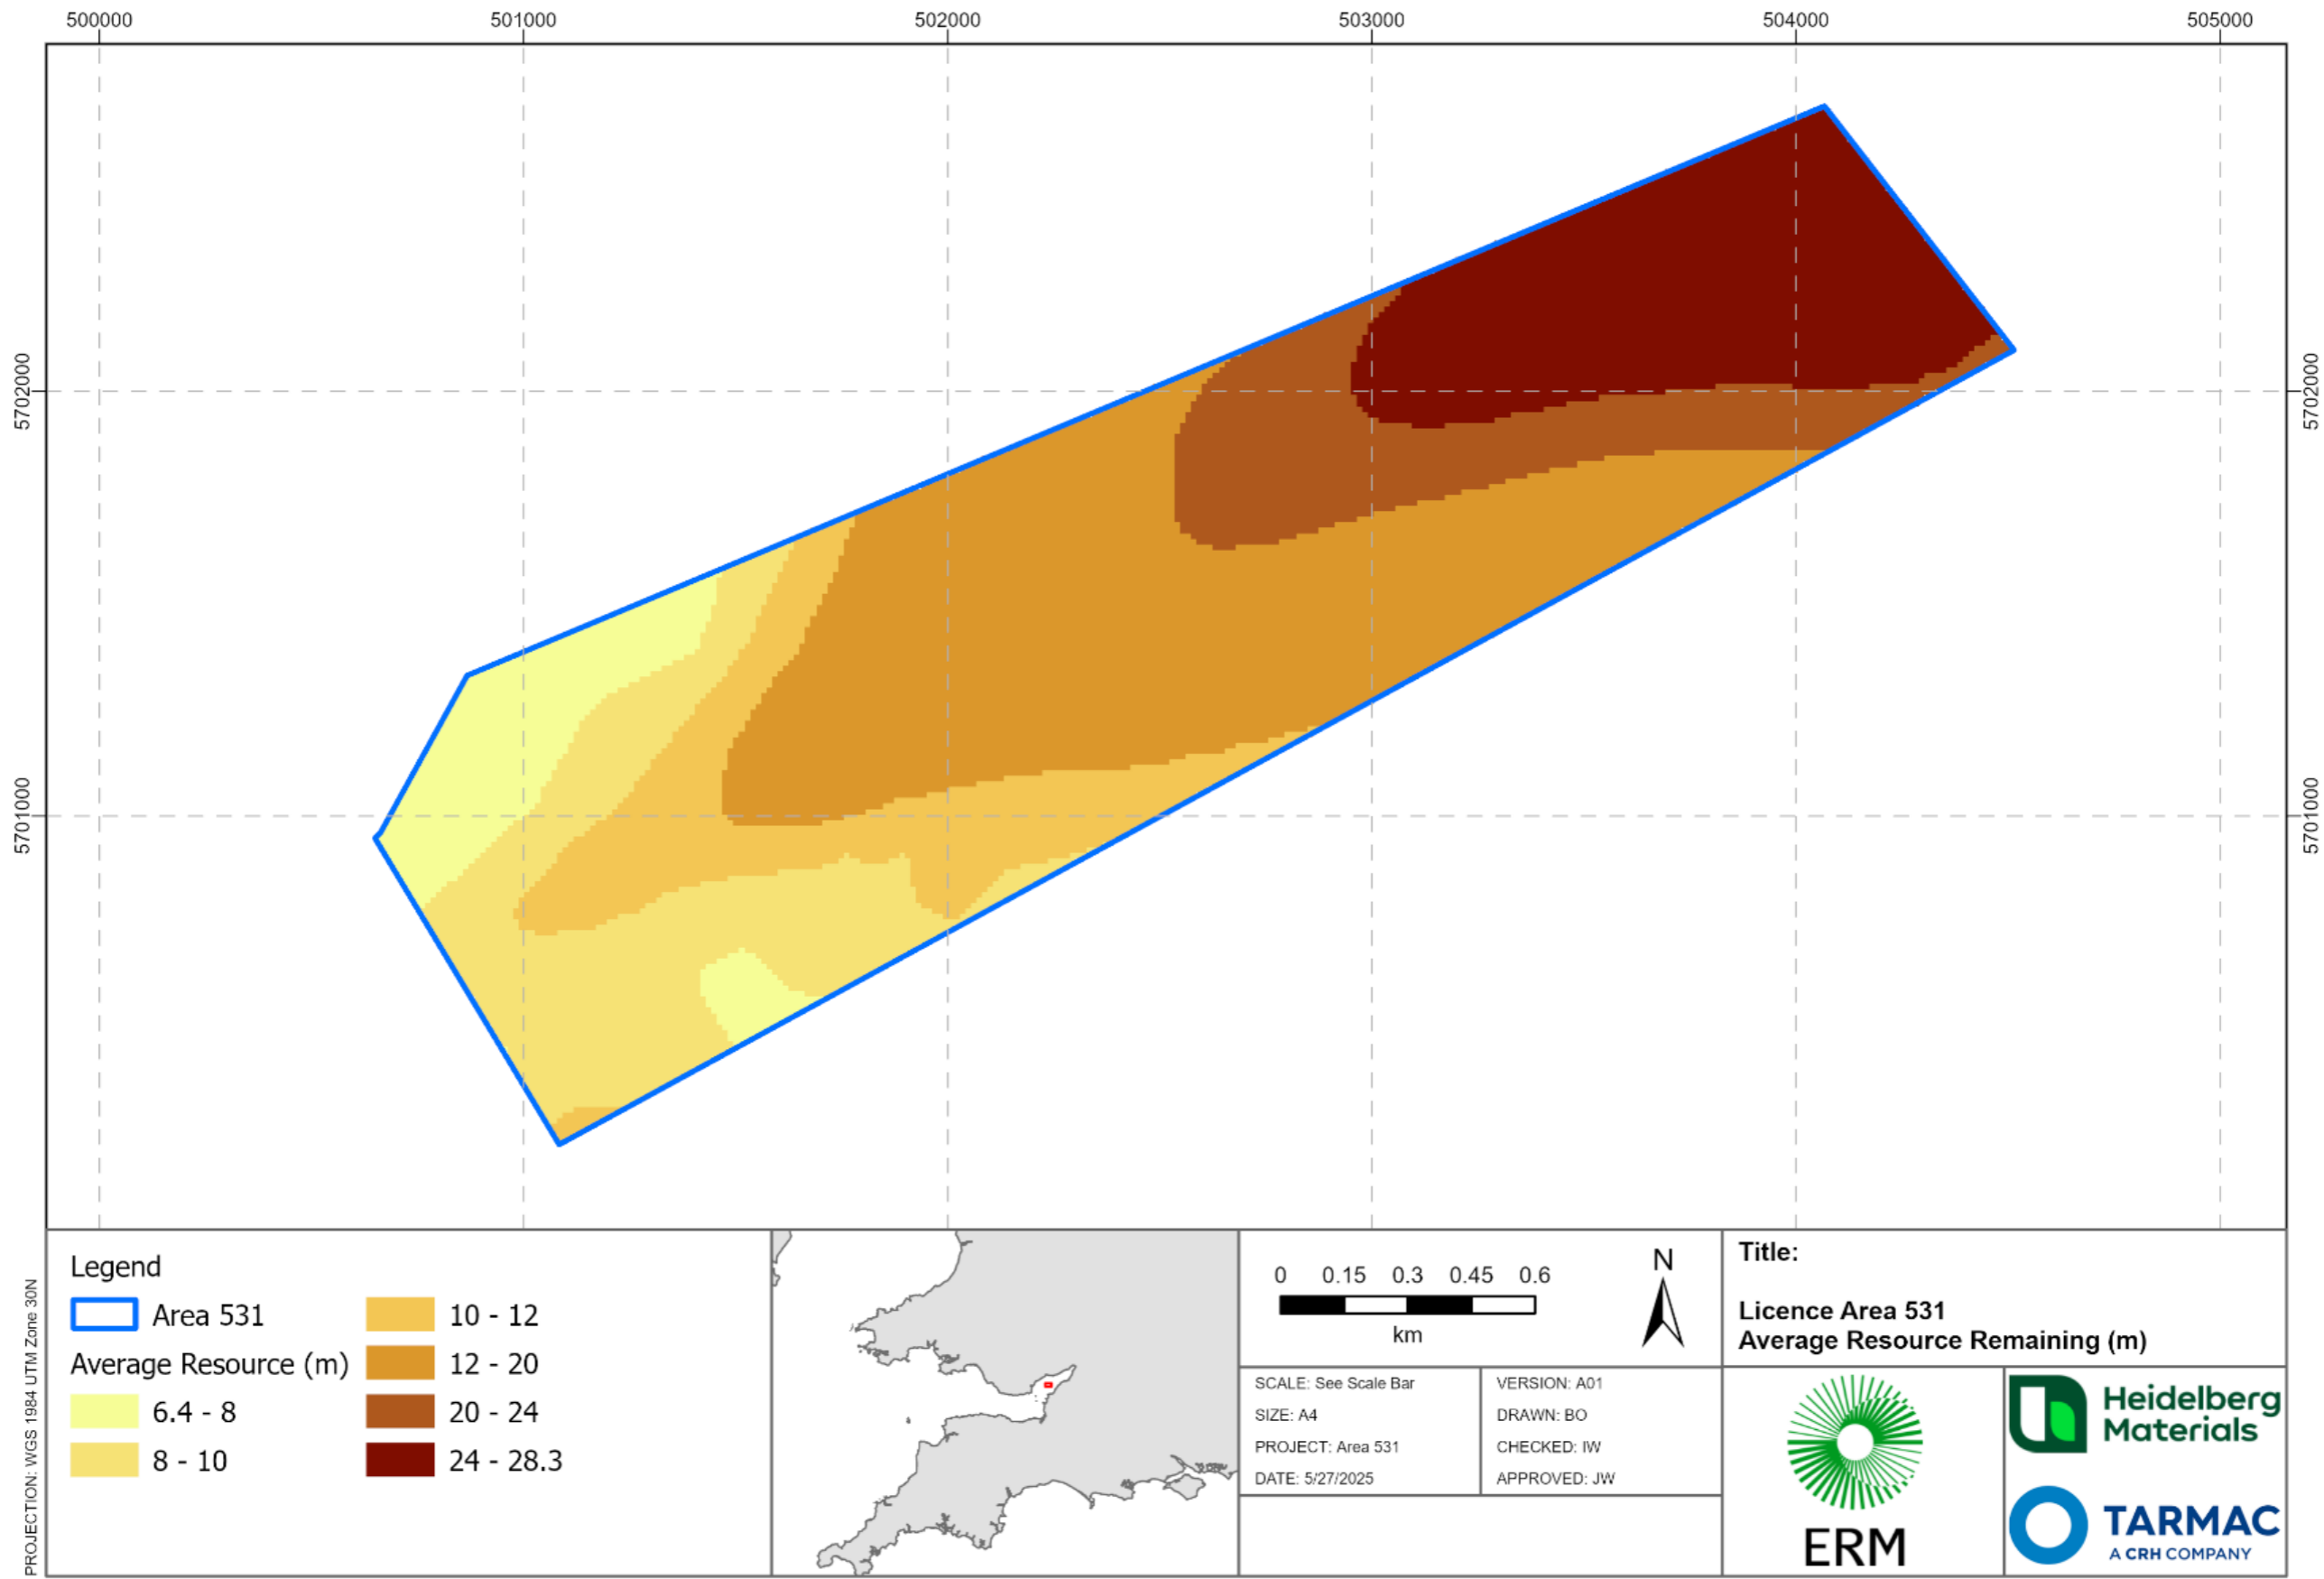 500000 501000 502000 503000 504000 505000
5702000 5702000
5701000 5701000
PROJECTION: WGS 1984 UTM Zone 30N
Legend
Area 531
Average Resource (m)
6.4 - 8
8 - 10
10 - 12
12 - 20
20 - 24
24 - 28.3
0 0.15 0.3 0.45 0.6
km
N
SCALE: See Scale Bar
SIZE: A4
PROJECT: Area 531
DATE: 5/27/2025
VERSION: A01
DRAWN: BO
CHECKED: IW
APPROVED: JW
Title:
Licence Area 531
Average Resource Remaining (m)
ERM
Heidelberg
Materials
TARMAC
A CRH COMPANY